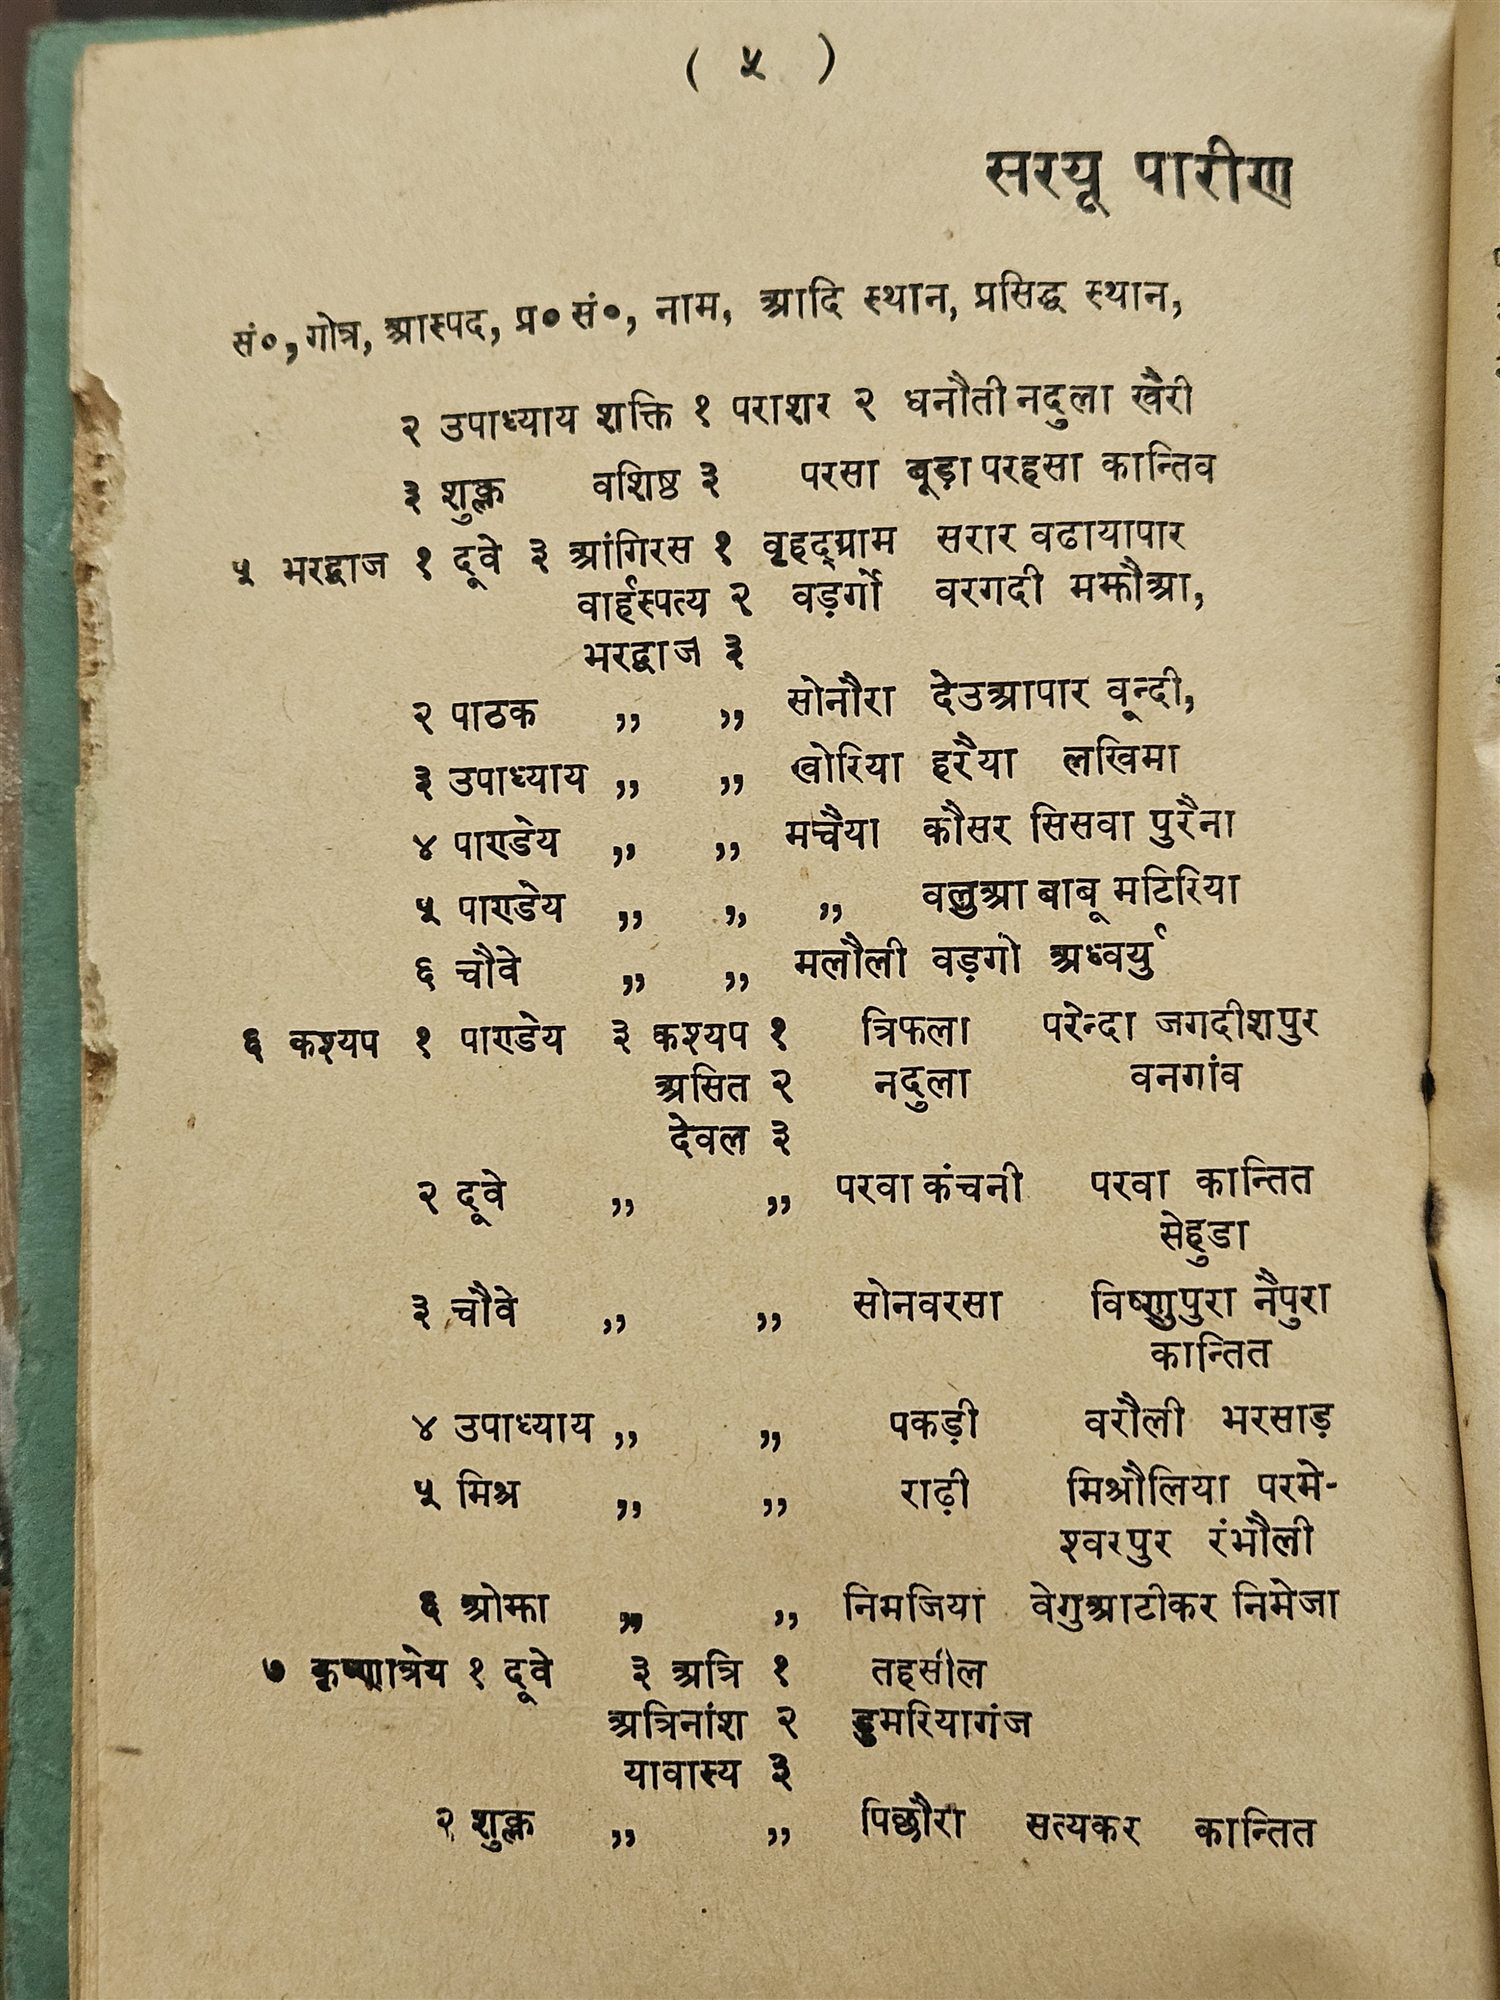 ( ५ )
सरयू पारीण
सं०, गोत्र, आस्पद, प्र० सं०, नाम, आदि स्थान, प्रसिद्ध स्थान,
२ उपाध्याय शक्ति १ पराशर २ धनौती नदुला खैरी
३ शुक्ल वशिष्ठ ३ परसा बूड़ा परहसा कान्तिव
५ भरद्वाज १ दूवे ३ आंगिरस १ वृहद्ग्राम सरार वढायापार
वार्हस्पत्य २ वड़र्गो वरगदी मझौआ,
भरद्वाज ३
२ पाठक ,, ,, सोनौरा देउआपार वून्दी,
३ उपाध्याय ,, ,, खोरिया हरैया लखिमा
४ पाण्डेय ,, ,, मचैया कौसर सिसवा पुरैना
५ पाण्डेय ,, ,, ,, वलुआ बाबू मटिरिया
६ चौवे ,, ,, मलौली वड़गो अध्वर्यु
६ कश्यप १ पाण्डेय ३ कश्यप १ त्रिफला परेन्दा जगदीशपुर
असित २ नदुला वनगांव
देवल ३
२ दूवे ,, ,, परवा कंचनी परवा कान्तित
सेहुडा
३ चौवे ,, ,, सोनवरसा विष्णुपुरा नैपुरा
कान्तित
४ उपाध्याय ,, ,, पकड़ी वरौली भरसाड़
५ मिश्र ,, ,, राढ़ी मिश्रौलिया परमे-
श्वरपुर रंभौली
६ ओझा ,, ,, निमजिया वेगुआटीकर निमेजा
७ कृष्णात्रेय १ दूवे ३ अत्रि १ तहसील
अत्रिनांश २ डुमरियागंज
यावास्य ३
२ शुक्ल ,, ,, पिछौरा सत्यकर कान्तित